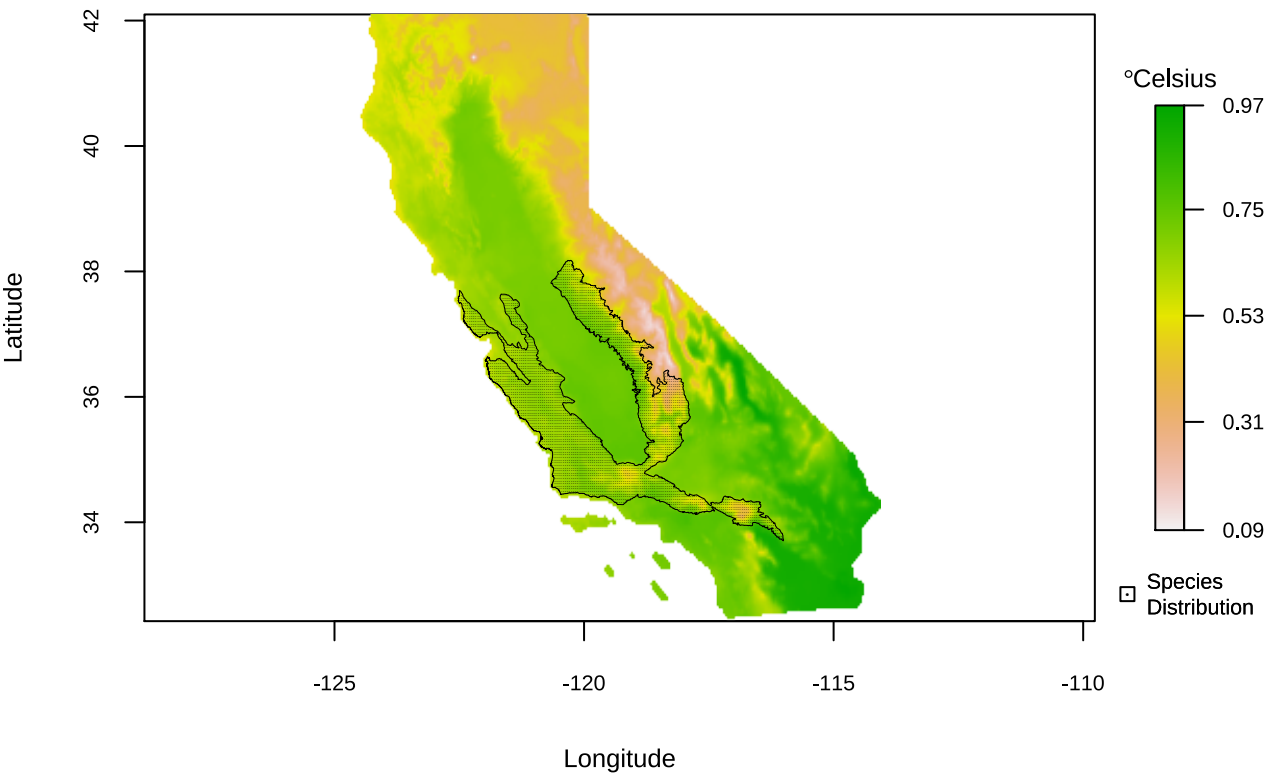 42
40
38
36
34
Latitude
-125
-120
-115
-110
Longitude
°Celsius
0.97
0.75
0.53
0.31
0.09
Species
Distribution